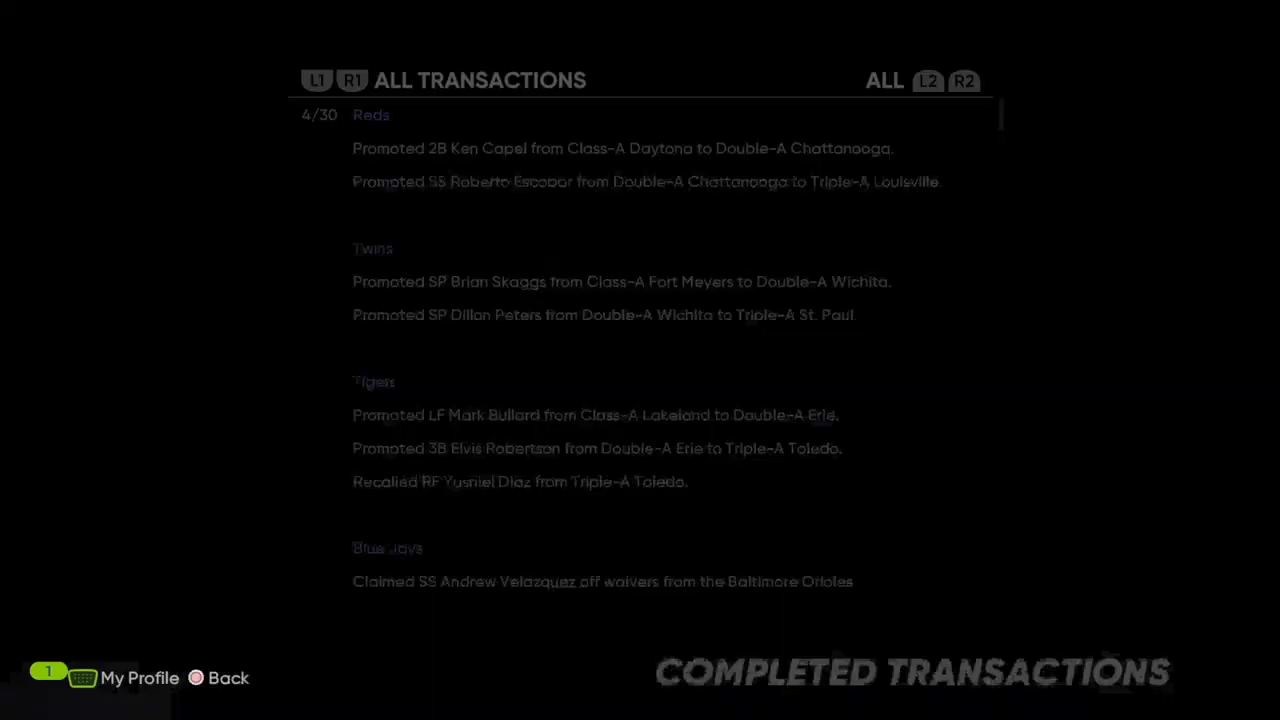 L1 R1 ALL TRANSACTIONS ALL L2 R2
4/30 Reds
Promoted 2B Ken Capel from Class-A Daytona to Double-A Chattanooga.
Promoted SS Roberto Escobar from Double-A Chattanooga to Triple-A Louisville.
Twins
Promoted SP Brian Skaggs from Class-A Fort Meyers to Double-A Wichita.
Promoted SP Dillon Peters from Double-A Wichita to Triple-A St. Paul.
Tigers
Promoted LF Mark Bullard from Class-A Lakeland to Double-A Erie.
Promoted 3B Elvis Robertson from Double-A Erie to Triple-A Toledo.
Recalled RF Yusniel Diaz from Triple-A Toledo.
Blue Jays
Claimed SS Andrew Velazquez off waivers from the Baltimore Orioles
COMPLETED TRANSACTIONS
1 My Profile Back